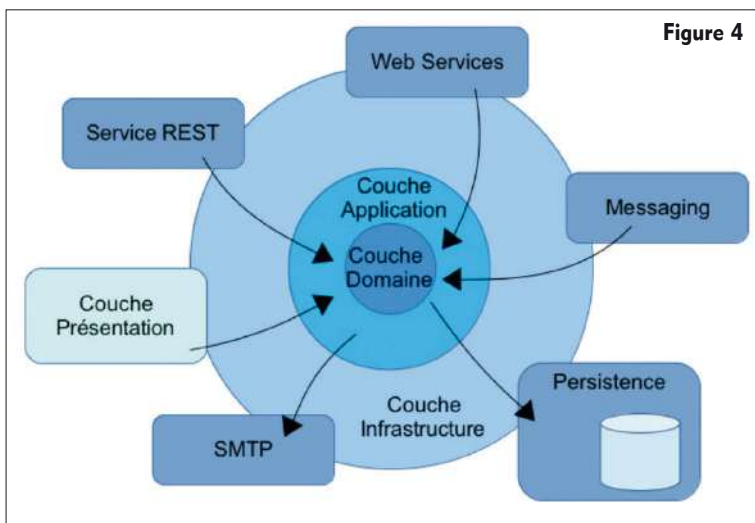 Figure 4
Web Services
Service REST
Couche
Application
Messaging
Couche
Domaine
Couche
Présentation
Persistence
Couche
Infrastructure
SMTP